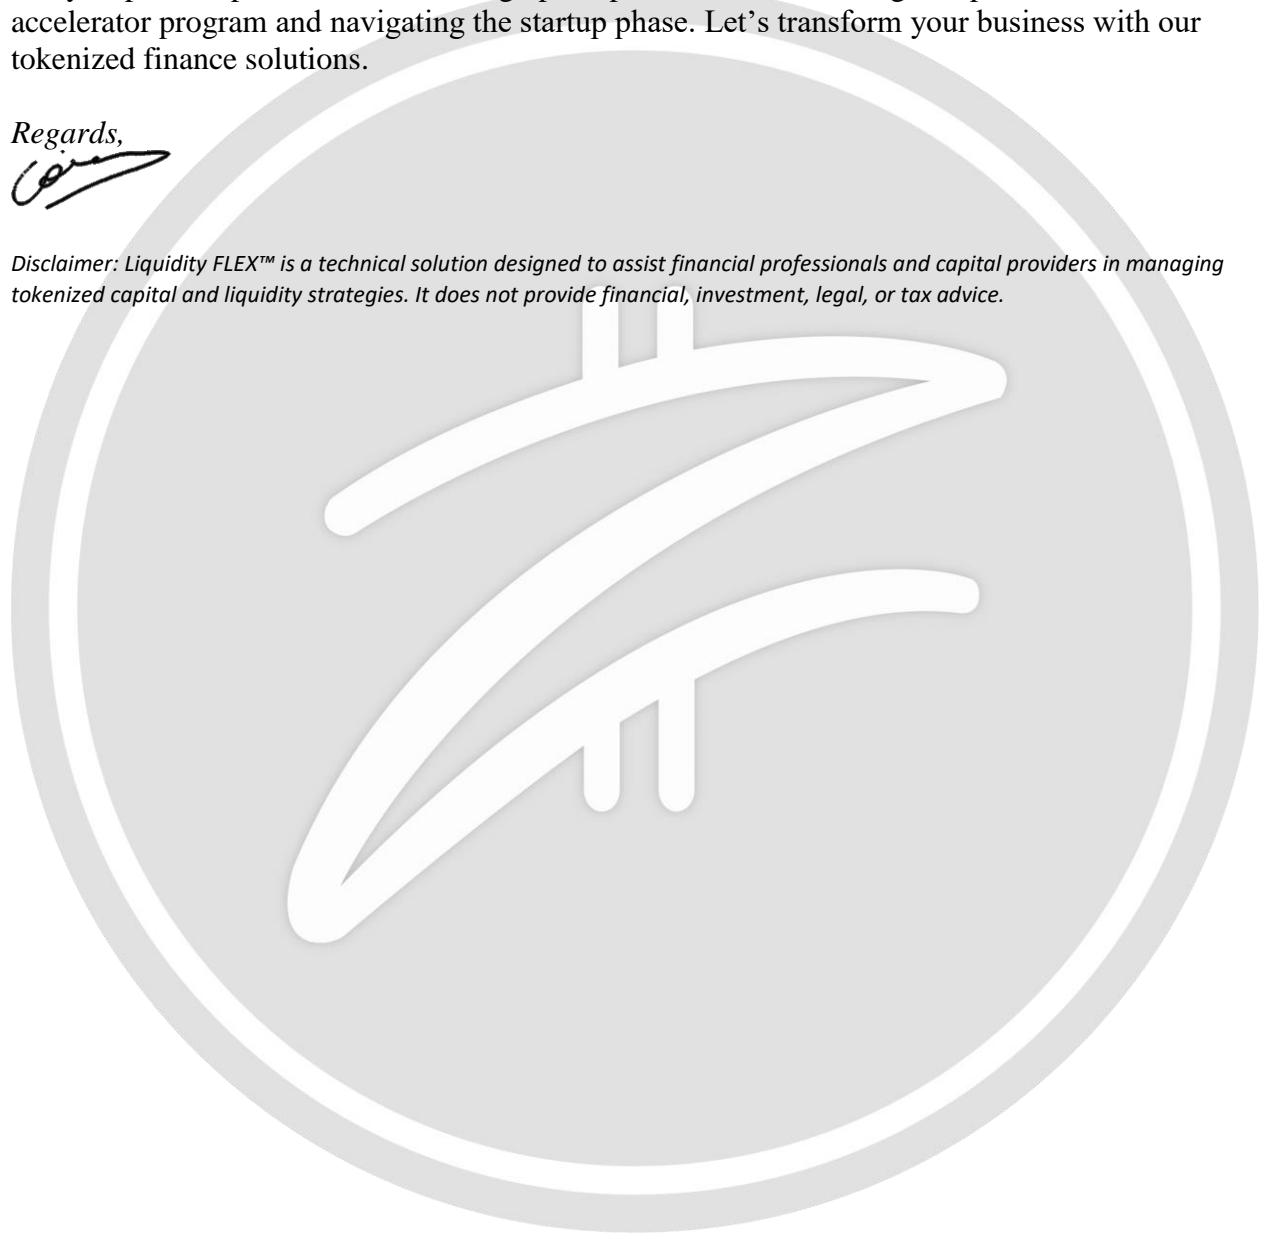 accelerator program and navigating the startup phase. Let’s transform your business with our
tokenized finance solutions.
Regards,
Disclaimer: Liquidity FLEX™ is a technical solution designed to assist financial professionals and capital providers in managing
tokenized capital and liquidity strategies. It does not provide financial, investment, legal, or tax advice.